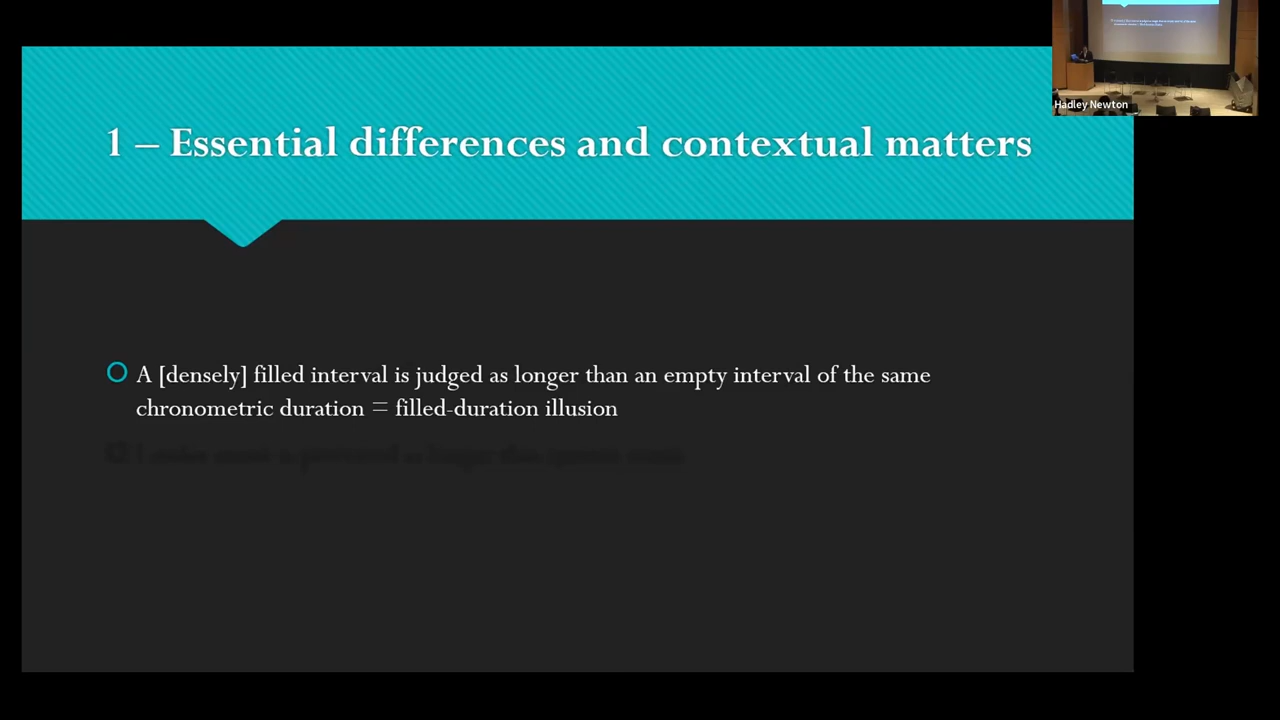 1 – Essential differences and contextual matters
Hadley Newton
A [densely] filled interval is judged as longer than an empty interval of the same
chronometric duration = filled-duration illusion